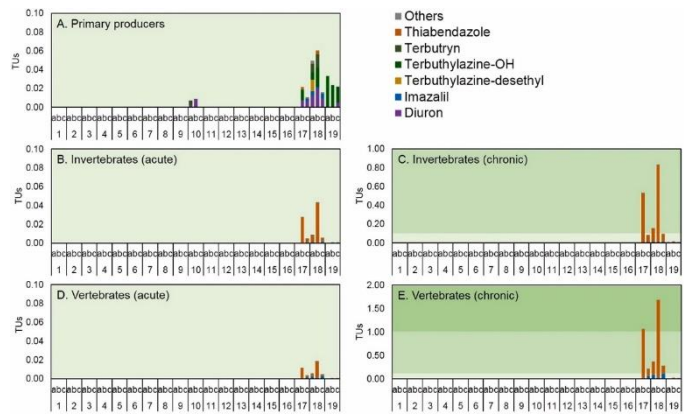 A. Primary producers
TUs
0.10
0.08
0.06
0.04
0.02
0.00
abc abc abc abc abc abc abc abc abc abc abc abc abc abc abc abc abc abc abc
1 2 3 4 5 6 7 8 9 10 11 12 13 14 15 16 17 18 19
Others
Thiabendazole
Terbutryn
Terbuthylazine-OH
Terbuthylazine-desethyl
Imazalil
Diuron
B. Invertebrates (acute)
TUs
0.10
0.08
0.06
0.04
0.02
0.00
abc abc abc abc abc abc abc abc abc abc abc abc abc abc abc abc abc abc abc
1 2 3 4 5 6 7 8 9 10 11 12 13 14 15 16 17 18 19
C. Invertebrates (chronic)
TUs
1.00
0.80
0.60
0.40
0.20
0.00
abc abc abc abc abc abc abc abc abc abc abc abc abc abc abc abc abc abc abc
1 2 3 4 5 6 7 8 9 10 11 12 13 14 15 16 17 18 19
D. Vertebrates (acute)
TUs
0.10
0.08
0.06
0.04
0.02
0.00
abc abc abc abc abc abc abc abc abc abc abc abc abc abc abc abc abc abc abc
1 2 3 4 5 6 7 8 9 10 11 12 13 14 15 16 17 18 19
E. Vertebrates (chronic)
TUs
2.00
1.50
1.00
0.50
0.00
abc abc abc abc abc abc abc abc abc abc abc abc abc abc abc abc abc abc abc
1 2 3 4 5 6 7 8 9 10 11 12 13 14 15 16 17 18 19